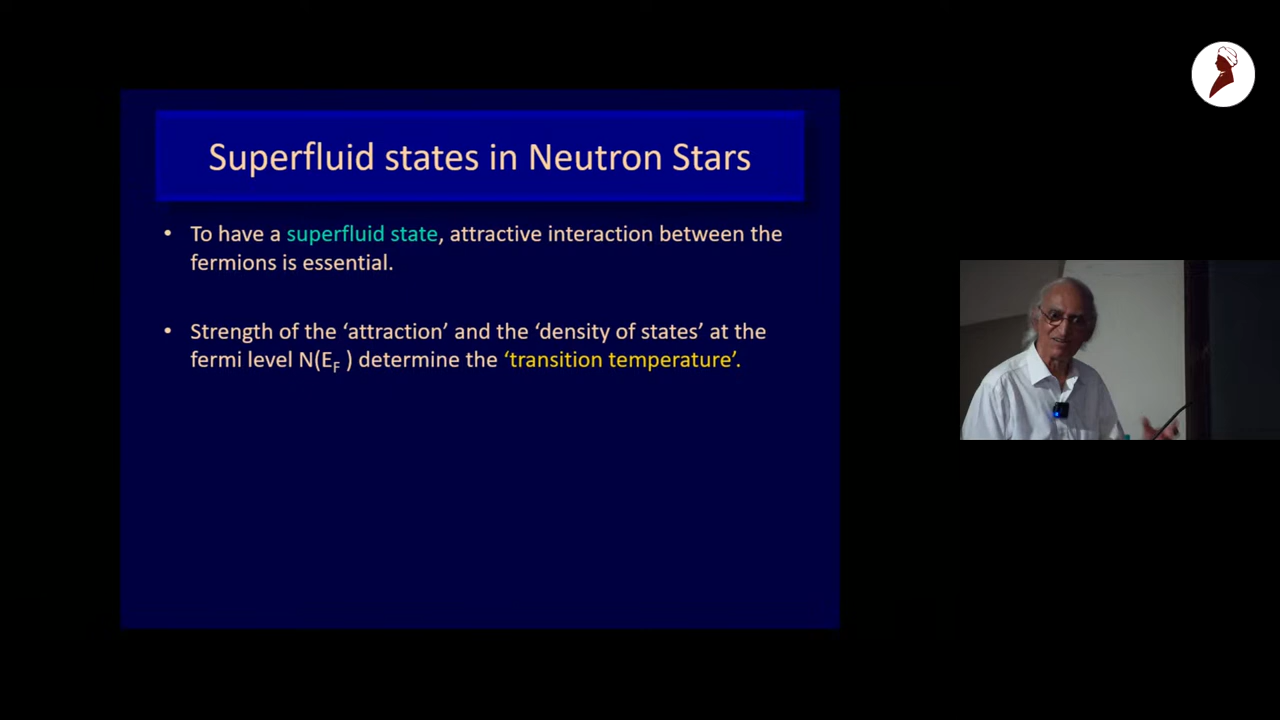 Superfluid states in Neutron Stars
• To have a superfluid state, attractive interaction between the
fermions is essential.
• Strength of the ‘attraction’ and the ‘density of states’ at the
fermi level N(EF ) determine the ‘transition temperature’.